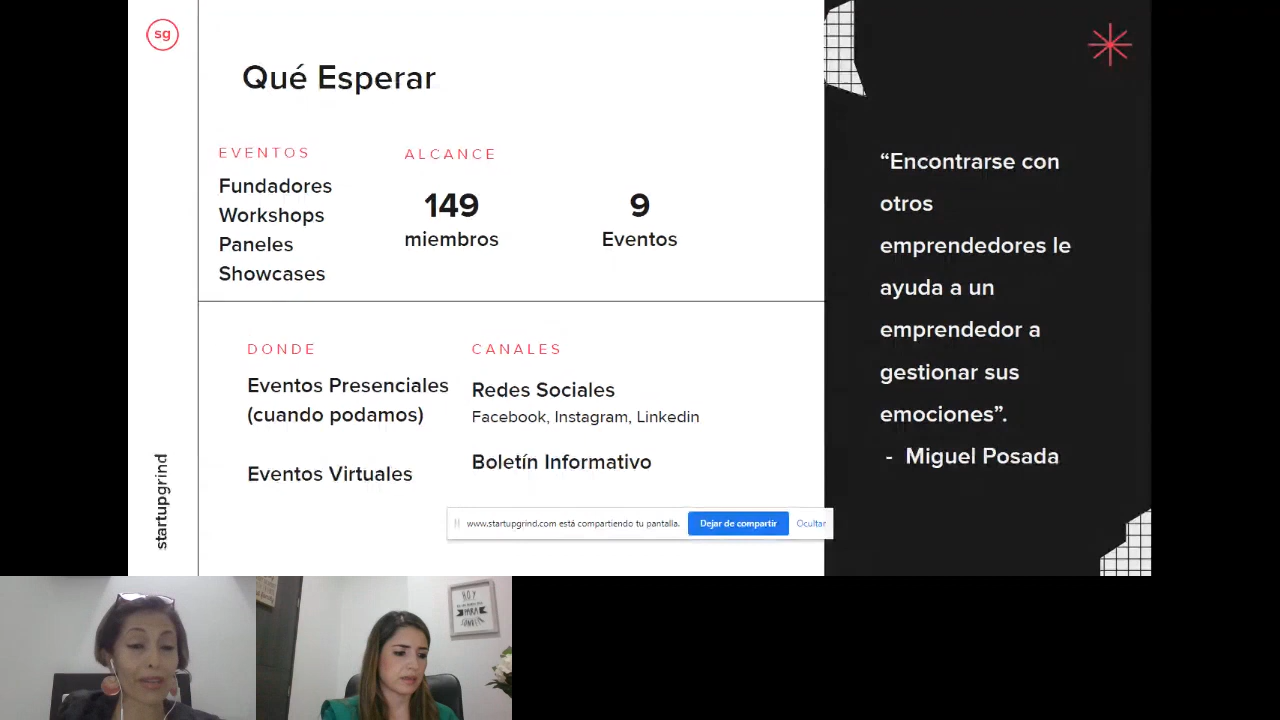 sg
Qué Esperar
EVENTOS
Fundadores
Workshops
Paneles
Showcases
ALCANCE
149
miembros
9
Eventos
DONDE
Eventos Presenciales
(cuando podamos)
Eventos Virtuales
CANALES
Redes Sociales
Facebook, Instagram, Linkedin
Boletín Informativo
“Encontrarse con
otros
emprendedores le
ayuda a un
emprendedor a
gestionar sus
emociones”.
- Miguel Posada
startupgrind
www.startupgrind.com está compartiendo tu pantalla.
Dejar de compartir
Ocultar
HOY
PARA